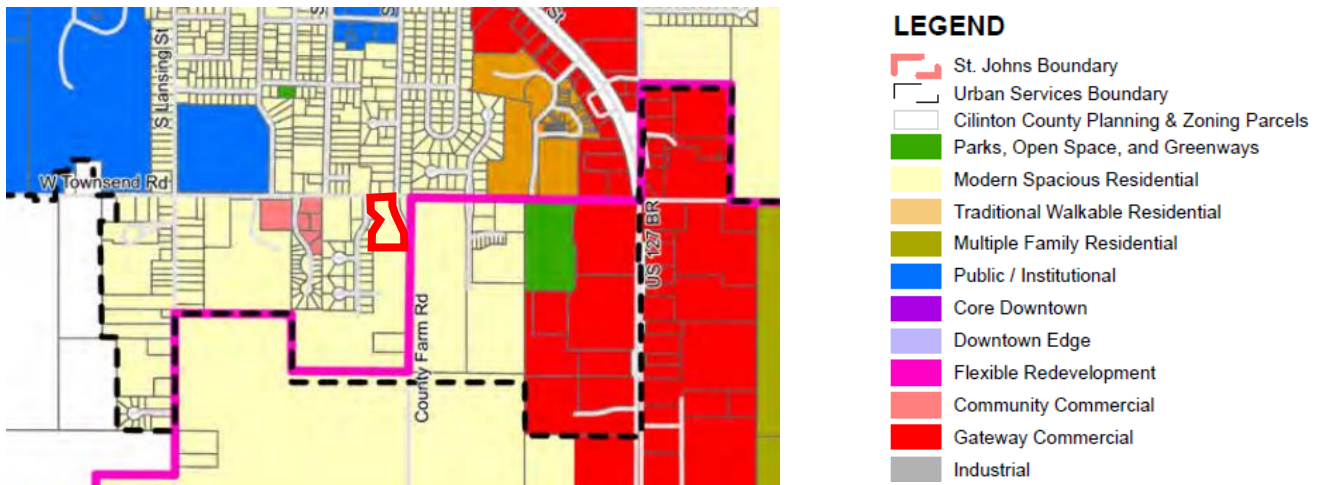 St
S Lansing St
W Townsend Rd
US 127 BR
County Farm Rd
LEGEND
St. Johns Boundary
Urban Services Boundary
Cilinton County Planning & Zoning Parcels
Parks, Open Space, and Greenways
Modern Spacious Residential
Traditional Walkable Residential
Multiple Family Residential
Public / Institutional
Core Downtown
Downtown Edge
Flexible Redevelopment
Community Commercial
Gateway Commercial
Industrial